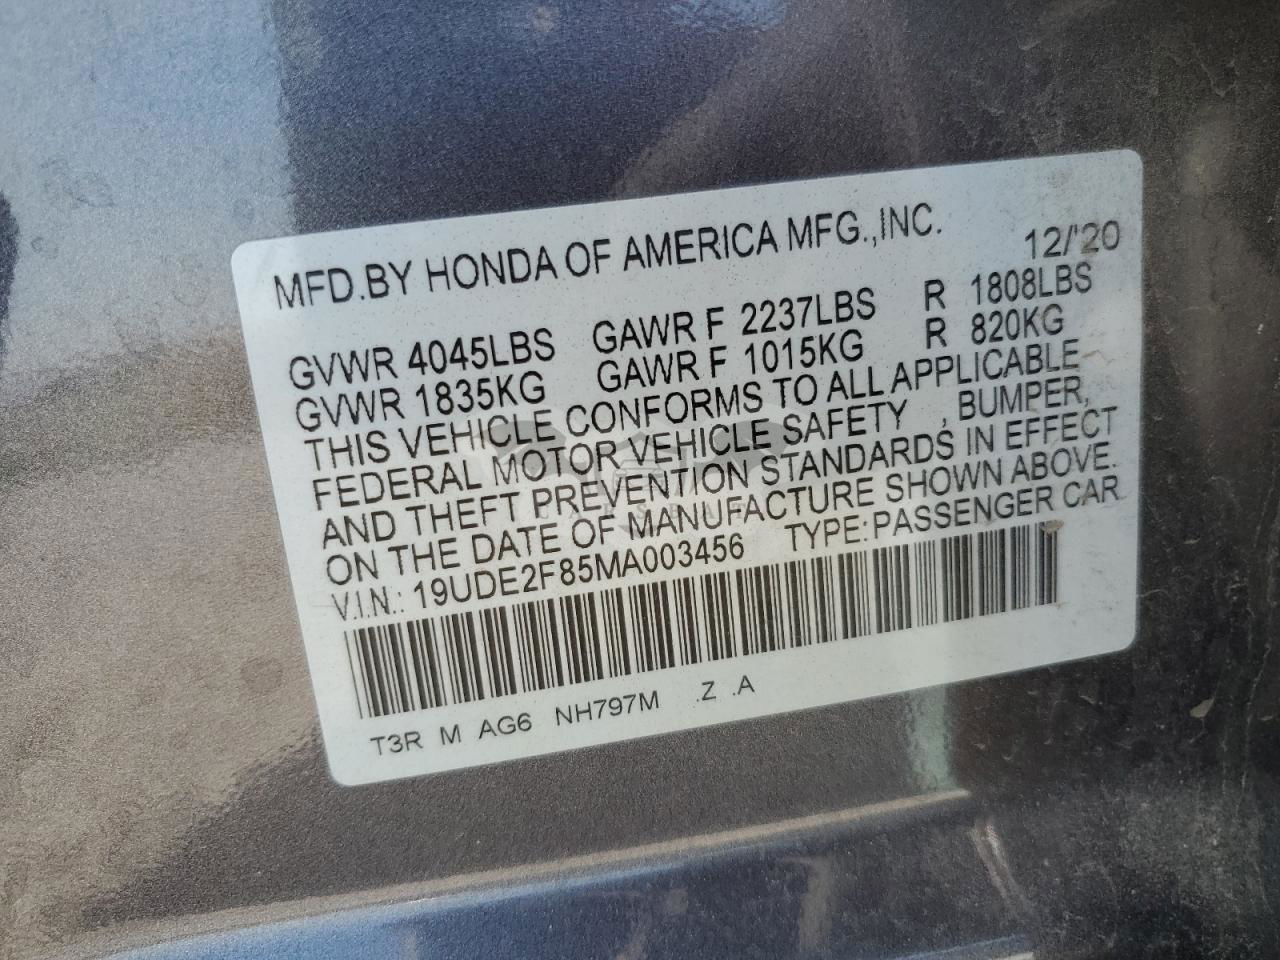 MFD.BY HONDA OF AMERICA MFG.,INC. 12/'20
GVWR 4045LBS GAWR F 2237LBS R 1808LBS
GVWR 1835KG GAWR F 1015KG R 820KG
THIS VEHICLE CONFORMS TO ALL APPLICABLE
FEDERAL MOTOR VEHICLE SAFETY , BUMPER,
AND THEFT PREVENTION STANDARDS IN EFFECT
ON THE DATE OF MANUFACTURE SHOWN ABOVE.
V.I.N.: 19UDE2F85MA003456 TYPE:PASSENGER CAR
T3R M AG6 NH797M .Z .A